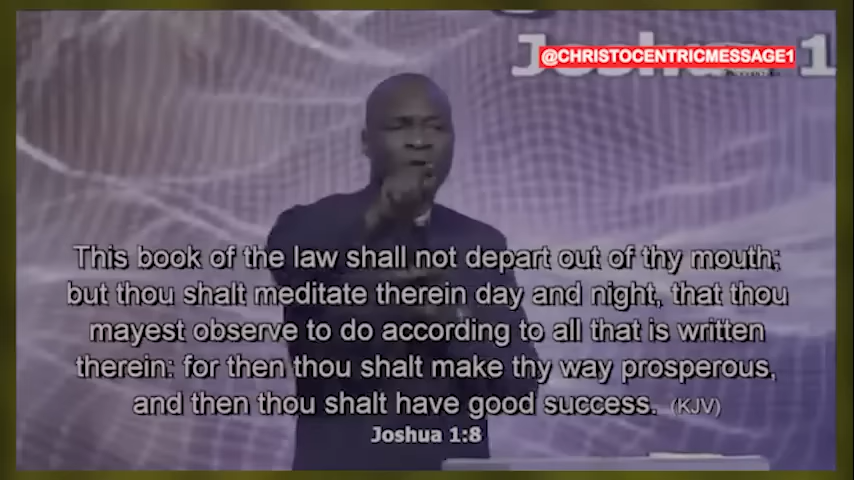 Joshua 1
@CHRISTOCENTRICMESSAGE1
This book of the law shall not depart out of thy mouth;
but thou shalt meditate therein day and night, that thou
mayest observe to do according to all that is written
therein: for then thou shalt make thy way prosperous,
and then thou shalt have good success. (KJV)
Joshua 1:8